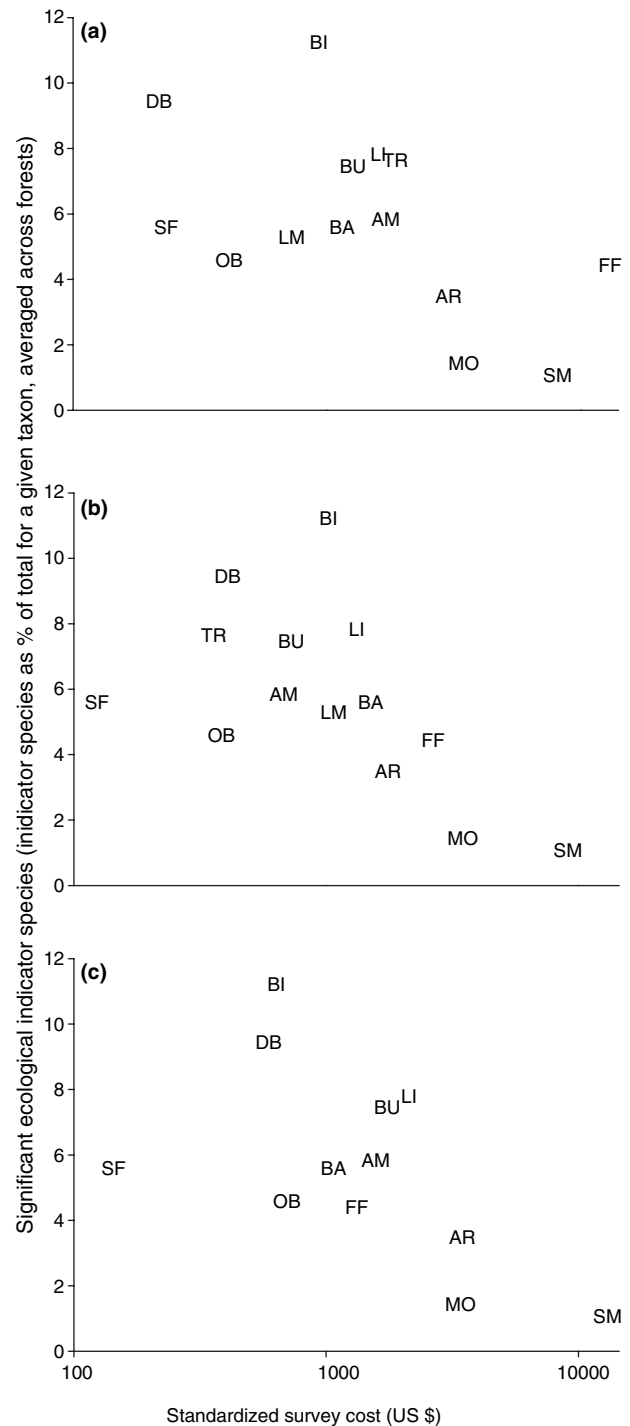 Significant ecological indicator species (inidicator species as % of total for a given taxon, averaged across forests)
(a)
12
10
8
6
4
2
0
BI
DB
LI
TR
BU
SF
AM
BA
LM
OB
FF
AR
MO
SM
(b)
12
10
8
6
4
2
0
BI
DB
TR
BU
LI
SF
AM
LM
BA
OB
FF
AR
MO
SM
(c)
12
10
8
6
4
2
0
BI
DB
BU
LI
SF
BA
AM
OB
FF
AR
MO
SM
100
1000
10000
Standardized survey cost (US $)